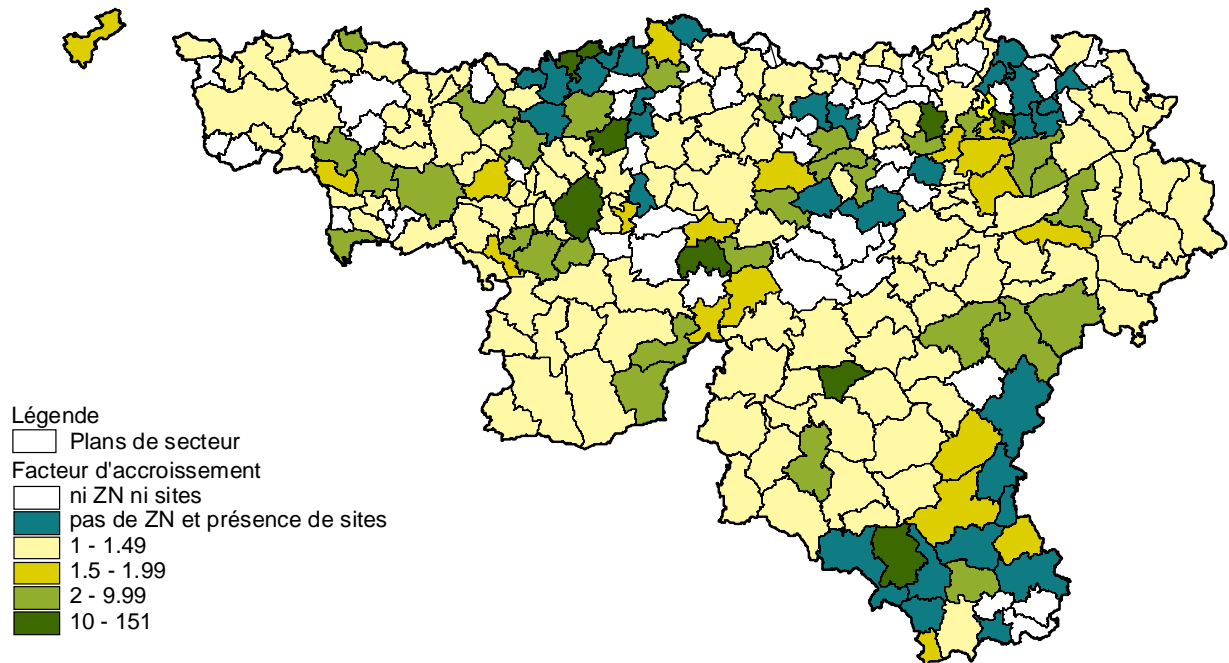 Légende
Plans de secteur
Facteur d'accroissement
ni ZN ni sites
pas de ZN et présence de sites
1 - 1.49
1.5 - 1.99
2 - 9.99
10 - 151